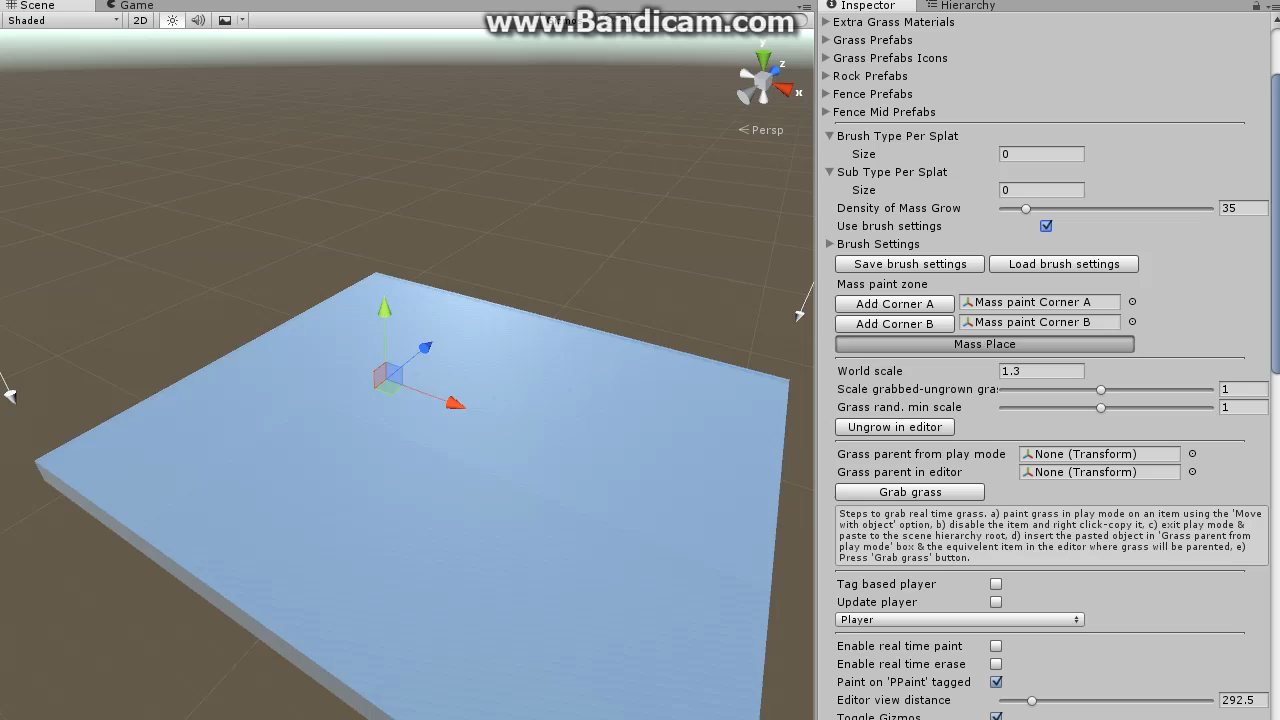 Scene
Game
Inspector
Hierarchy
Shaded
2D
www.Bandicam.com
y
z
x
Persp
Extra Grass Materials
Grass Prefabs
Grass Prefabs Icons
Rock Prefabs
Fence Prefabs
Fence Mid Prefabs
Brush Type Per Splat
Size 0
Sub Type Per Splat
Size 0
Density of Mass Grow 35
Use brush settings
Brush Settings
Save brush settings Load brush settings
Mass paint zone
Add Corner A Mass paint Corner A
Add Corner B Mass paint Corner B
Mass Place
World scale 1.3
Scale grabbed-ungrown gras 1
Grass rand. min scale 1
Ungrow in editor
Grass parent from play mode None (Transform)
Grass parent in editor None (Transform)
Grab grass
Steps to grab real time grass. a) paint grass in play mode on an item using the 'Move
with object' option, b) disable the item and right click-copy it, c) exit play mode &
paste to the scene hierarchy root, d) insert the pasted object in 'Grass parent from
play mode' box & the equivilent item in the editor where grass will be parented, e)
Press 'Grab grass' button.
Tag based player
Update player
Player
Enable real time paint
Enable real time erase
Paint on 'PPaint' tagged
Editor view distance 292.5
Toggle Gizmos